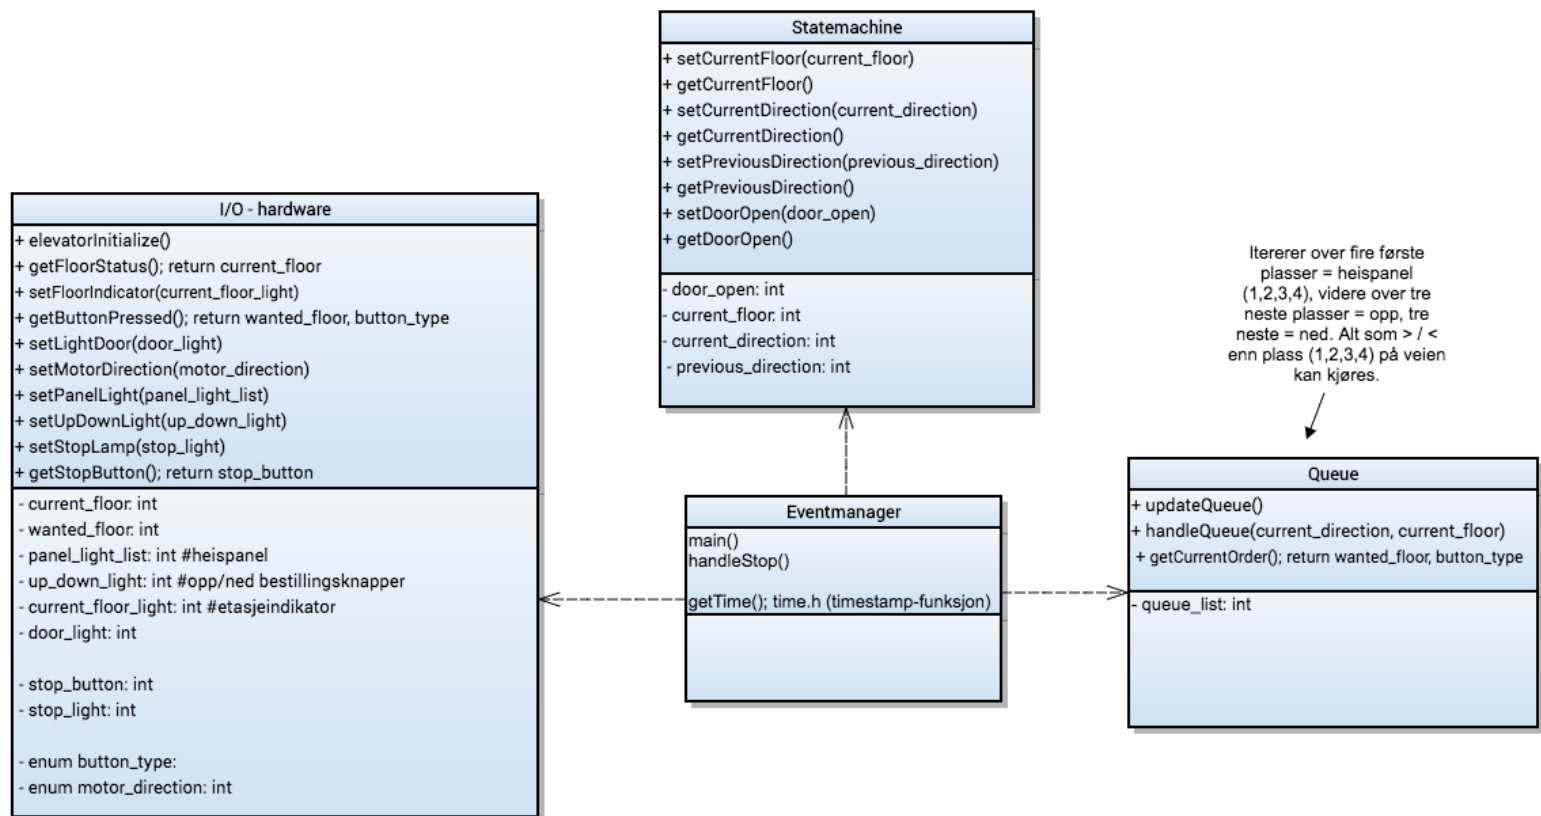 Statemachine
+ setCurrentFloor(current_floor)
+ getCurrentFloor()
+ setCurrentDirection(current_direction)
+ getCurrentDirection()
+ setPreviousDirection(previous_direction)
+ getPreviousDirection()
+ setDoorOpen(door_open)
+ getDoorOpen()
- door_open: int
- current_floor: int
- current_direction: int
- previous_direction: int
I/O - hardware
+ elevatorInitialize()
+ getFloorStatus(); return current_floor
+ setFloorIndicator(current_floor_light)
+ getButtonPressed(); return wanted_floor, button_type
+ setLightDoor(door_light)
+ setMotorDirection(motor_direction)
+ setPanelLight(panel_light_list)
+ setUpDownLight(up_down_light)
+ setStopLamp(stop_light)
+ getStopButton(); return stop_button
- current_floor: int
- wanted_floor: int
- panel_light_list: int #heispanel
- up_down_light: int #opp/ned bestillingsknapper
- current_floor_light: int #etasjeindikator
- door_light: int
- stop_button: int
- stop_light: int
- enum button_type:
- enum motor_direction: int
Eventmanager
main()
handleStop()
getTime(); time.h (timestamp-funksjon)
Itererer over fire første
plasser = heispanel
(1,2,3,4), videre over tre
neste plasser = opp, tre
neste = ned. Alt som > / <
enn plass (1,2,3,4) på veien
kan kjøres.
Queue
+ updateQueue()
+ handleQueue(current_direction, current_floor)
+ getCurrentOrder(); return wanted_floor, button_type
- queue_list: int